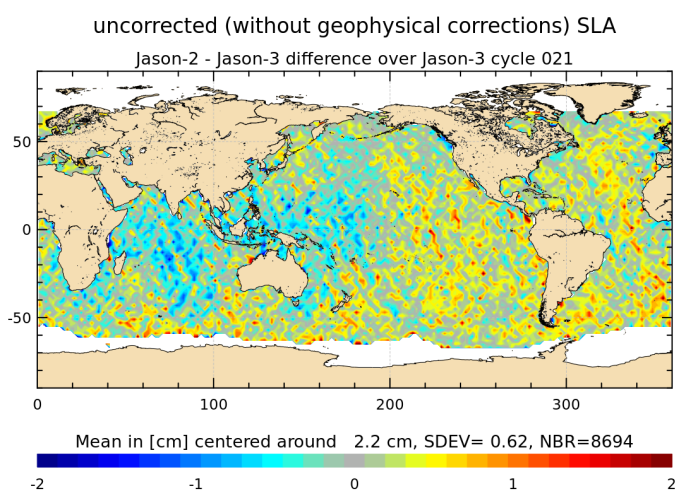 uncorrected (without geophysical corrections) SLA
Jason-2 - Jason-3 difference over Jason-3 cycle 021
50
0
-50
0 100 200 300
Mean in [cm] centered around 2.2 cm, SDEV= 0.62, NBR=8694
-2 -1 0 1 2